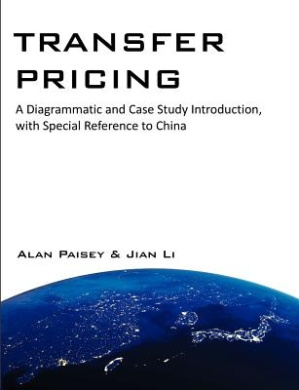 TRANSFER
PRICING
A Diagrammatic and Case Study Introduction,
with Special Reference to China
Alan Paisey & Jian Li